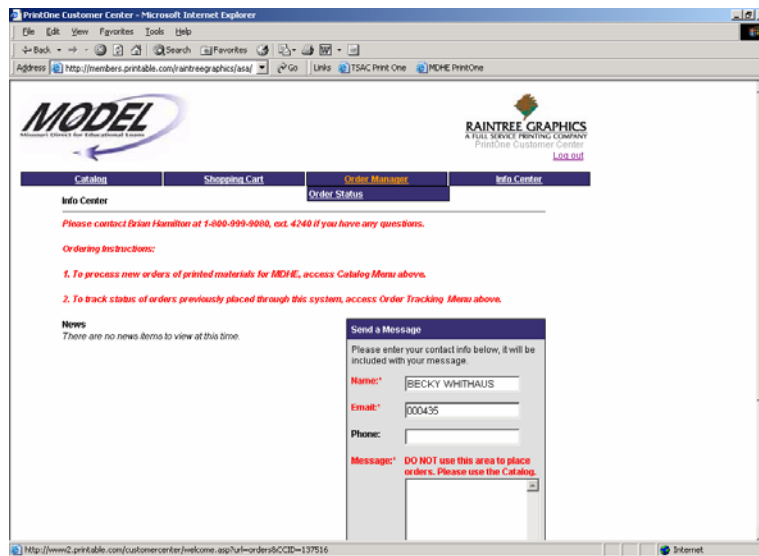 PrintOne Customer Center - Microsoft Internet Explorer
File Edit View Favorites Tools Help
Back Search Favorites
Address http://members.printable.com/raintreegraphics/asa/ Go Links TSAC Print One MDHE PrintOne
MODEL
Missouri Direct for Educational Loans
RAINTREE GRAPHICS
A FULL SERVICE PRINTING COMPANY
PrintOne Customer Center
Log out
Catalog Shopping Cart Order Manager Info Center
Order Status
Info Center
Please contact Brian Hamilton at 1-800-999-9080, ext. 4240 if you have any questions.
Ordering Instructions:
1. To process new orders of printed materials for MDHE, access Catalog Menu above.
2. To track status of orders previously placed through this system, access Order Tracking Menu above.
News
There are no news items to view at this time.
Send a Message
Please enter your contact info below, it will be
included with your message.
Name:* BECKY WHITHAUS
Email:* 000435
Phone:
Message:* DO NOT use this area to place
orders. Please use the Catalog.
http://www2.printable.com/customercenter/welcome.asp?url=orders&CCID=137516 Internet